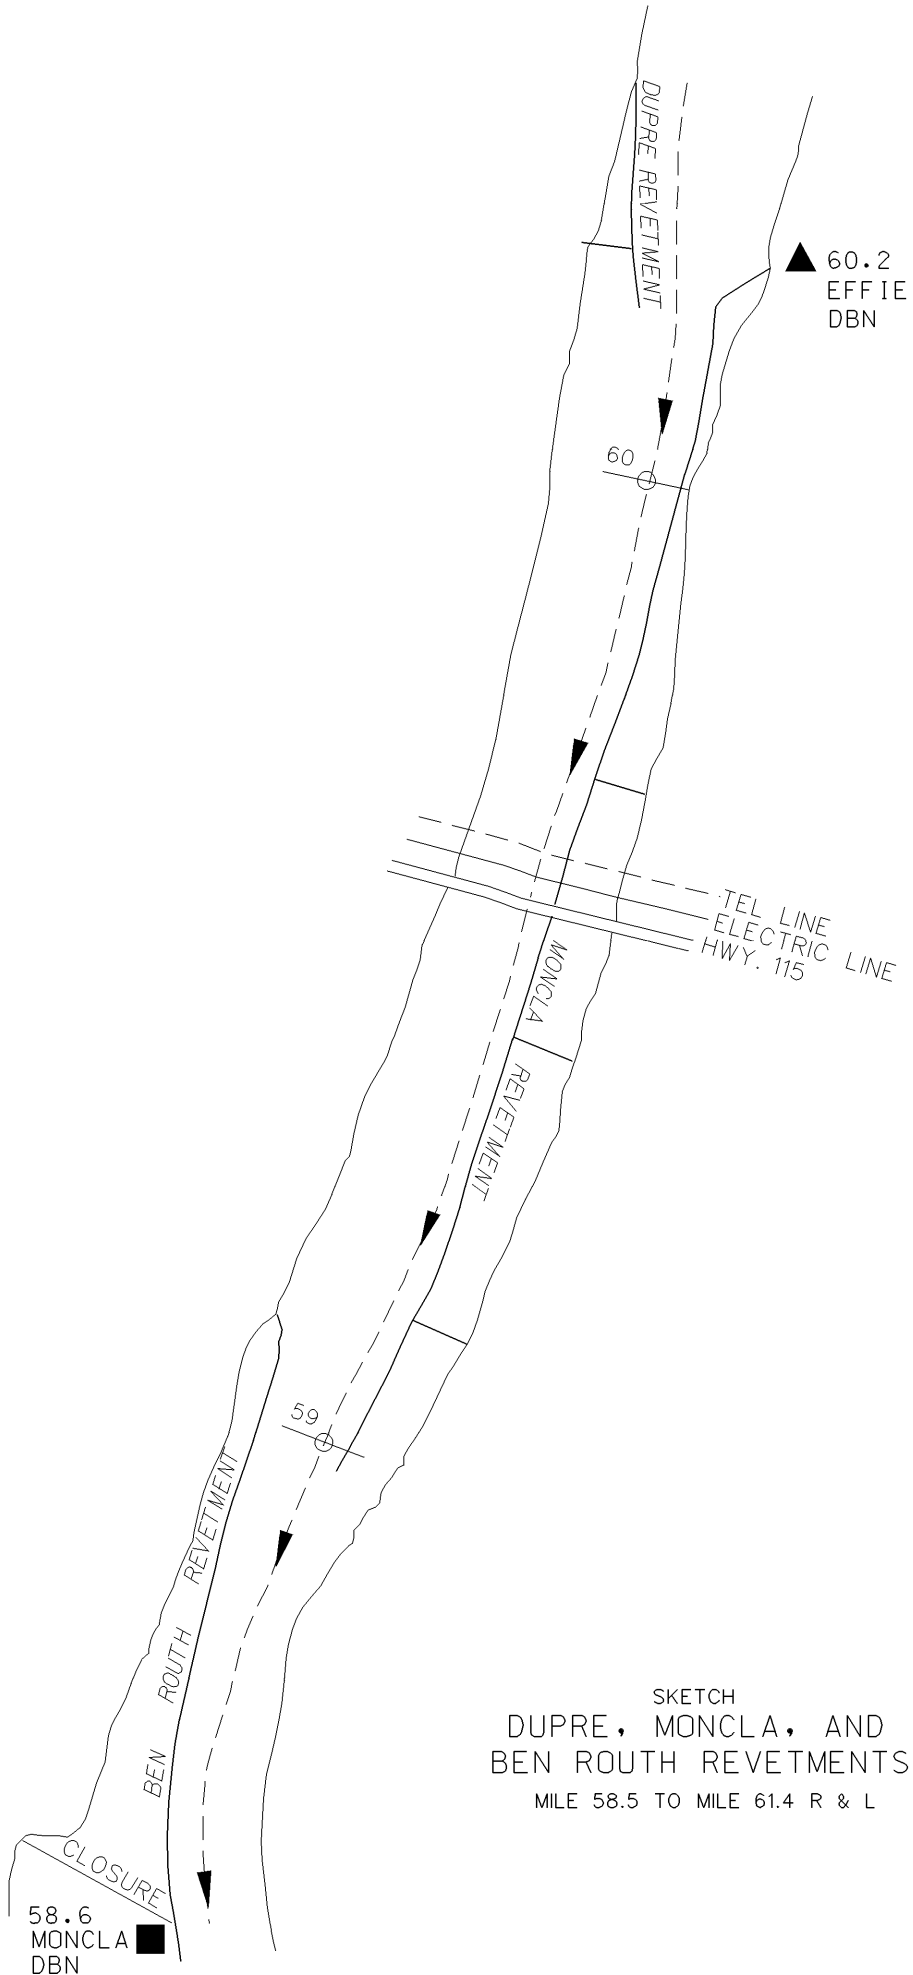 DUPRE REVETMENT
60.2
EFFIE
DBN
60
TEL LINE
ELECTRIC LINE
HWY. 115
MONCLA
REVETMENT
59
BEN ROUTH REVETMENT
SKETCH
DUPRE, MONCLA, AND
BEN ROUTH REVETMENTS
MILE 58.5 TO MILE 61.4 R & L
CLOSURE
58.6
MONCLA
DBN